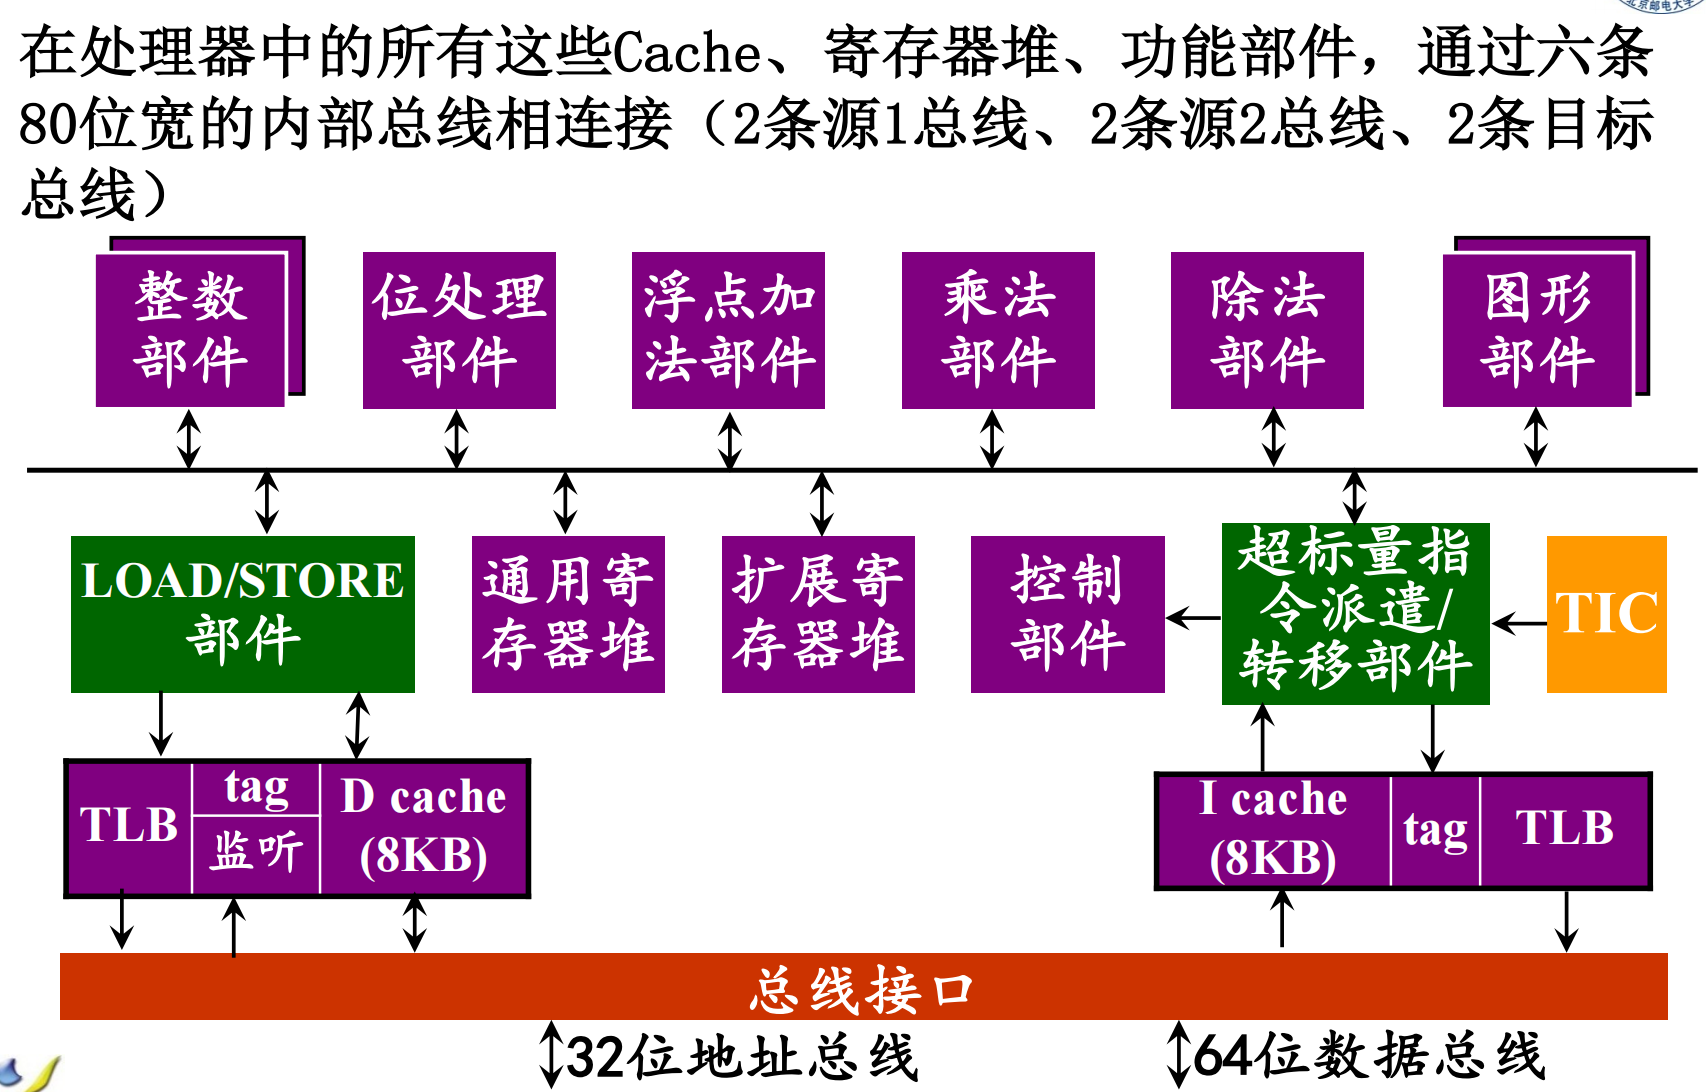 北京邮电大学
在处理器中的所有这些Cache、寄存器堆、功能部件，通过六条
80位宽的内部总线相连接（2条源1总线、2条源2总线、2条目标
总线）
整数
部件
位处理
部件
浮点加
法部件
乘法
部件
除法
部件
图形
部件
LOAD/STORE
部件
通用寄
存器堆
扩展寄
存器堆
控制
部件
超标量指
令派遣/
转移部件
TIC
TLB
tag
监听
D cache
(8KB)
I cache
(8KB)
tag
TLB
总线接口
32位地址总线
64位数据总线